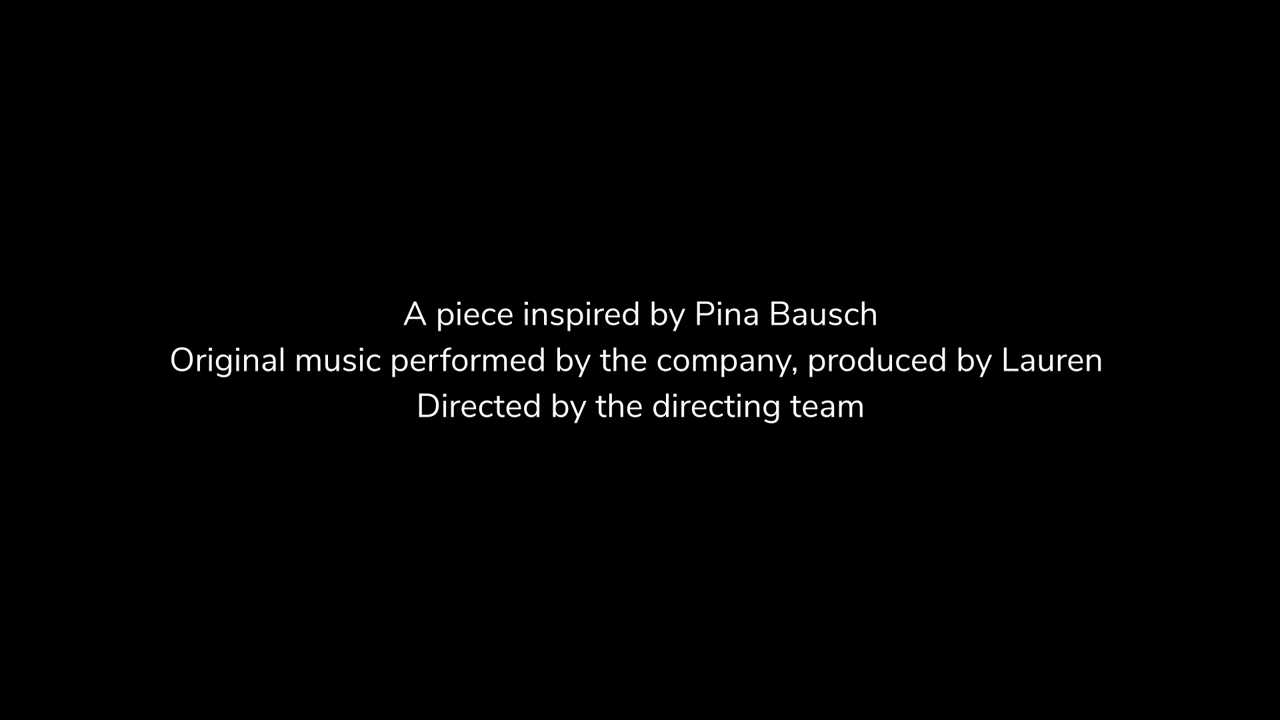 A piece inspired by Pina Bausch
Original music performed by the company, produced by Lauren
Directed by the directing team